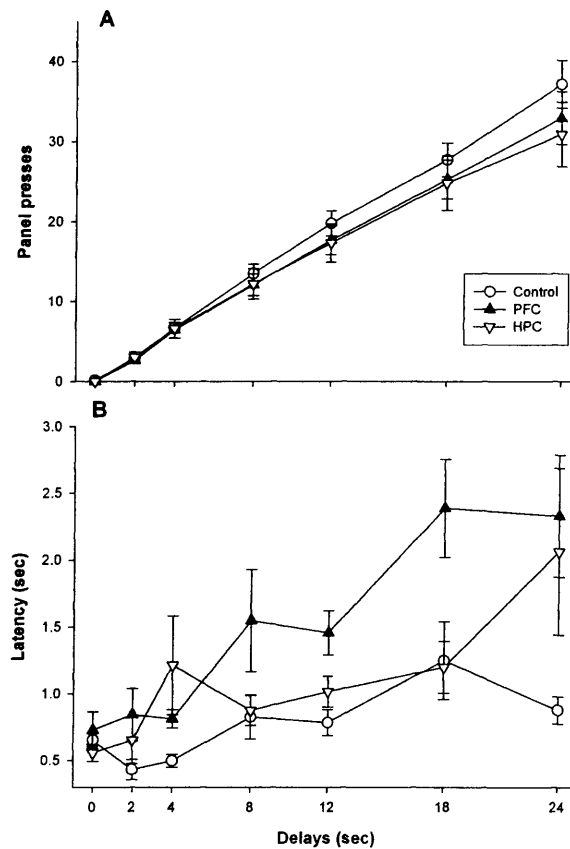 A
Panel presses
40
30
20
10
0
Control
PFC
HPC
B
Latency (sec)
3.0
2.5
2.0
1.5
1.0
0.5
0 2 4 8 12 18 24
Delays (sec)